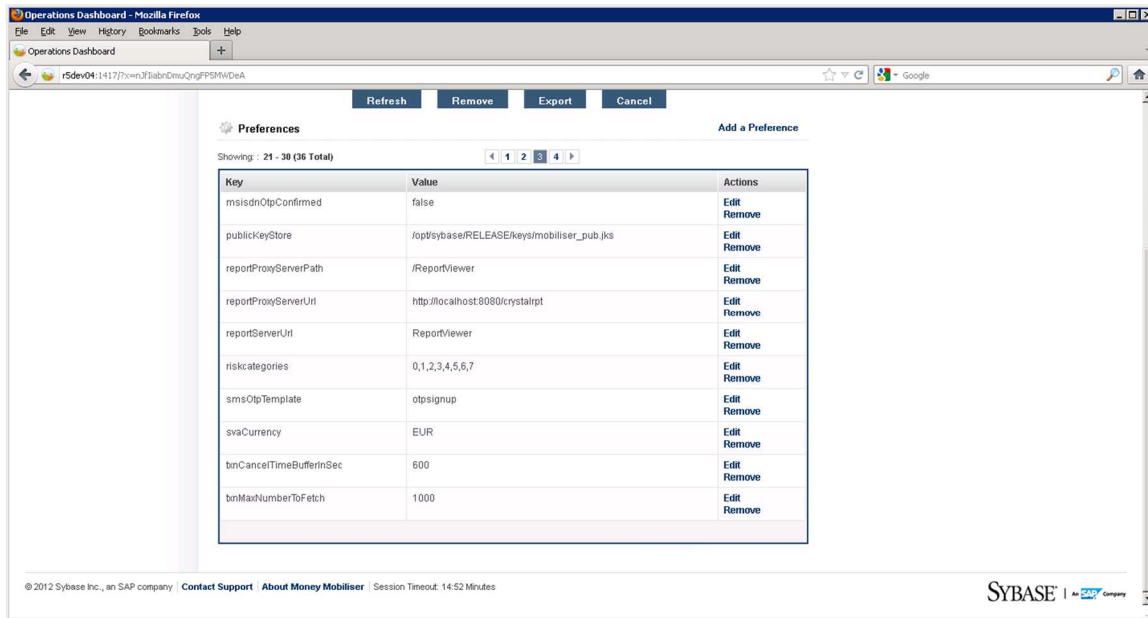 Operations Dashboard - Mozilla Firefox
File Edit View History Bookmarks Tools Help
Operations Dashboard +
r5dev04:1417/?x=nJfIiabnDmuQngFP5MWDeA Google
Refresh Remove Export Cancel
Preferences Add a Preference
Showing: : 21 - 30 (36 Total) 1 2 3 4
Key Value Actions
msisdnOtpConfirmed false Edit
Remove
publicKeyStore /opt/sybase/RELEASE/keys/mobiliser_pub.jks Edit
Remove
reportProxyServerPath /ReportViewer Edit
Remove
reportProxyServerUrl http://localhost:8080/crystalrpt Edit
Remove
reportServerUrl ReportViewer Edit
Remove
riskcategories 0,1,2,3,4,5,6,7 Edit
Remove
smsOtpTemplate otpsignup Edit
Remove
svaCurrency EUR Edit
Remove
txnCancelTimeBufferInSec 600 Edit
Remove
txnMaxNumberToFetch 1000 Edit
Remove
© 2012 Sybase Inc., an SAP company Contact Support About Money Mobiliser Session Timeout: 14:52 Minutes
SYBASE | An SAP Company